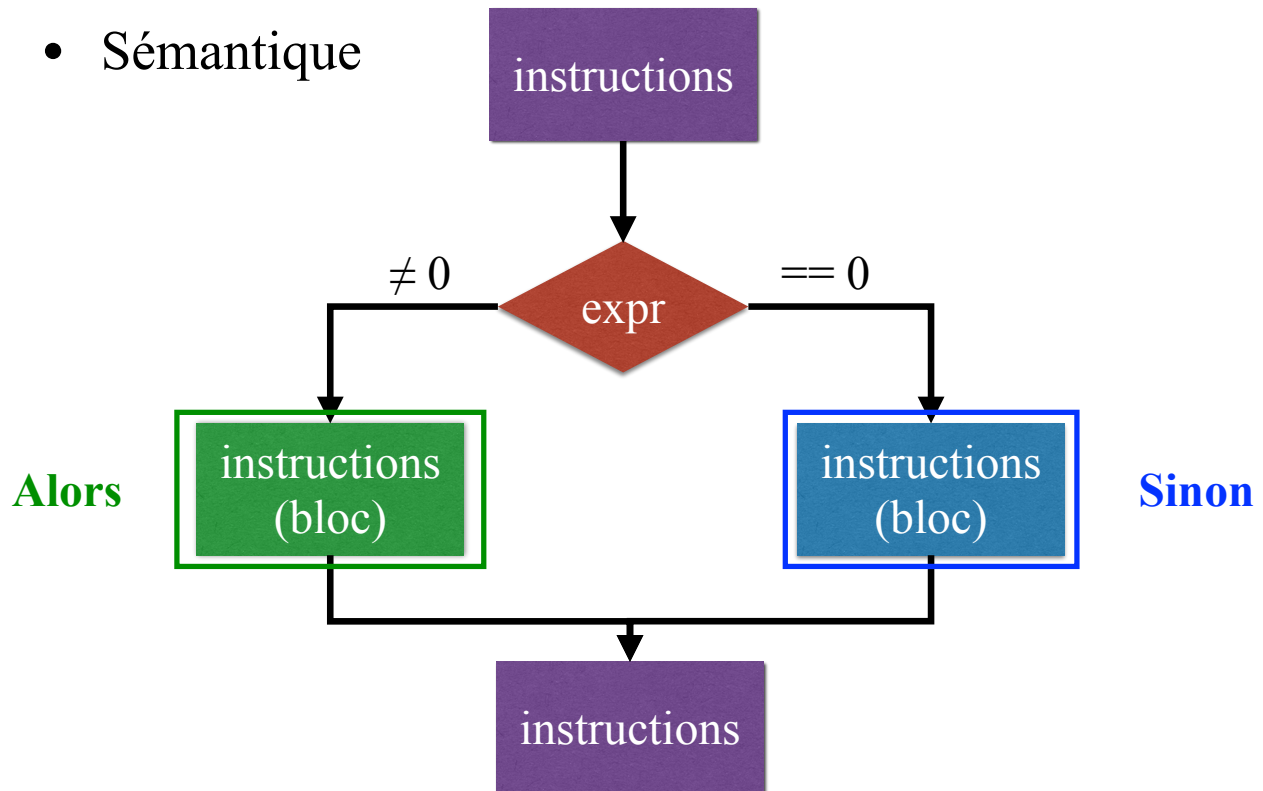 • Sémantique
instructions
≠ 0
== 0
expr
Alors
instructions
(bloc)
instructions
(bloc)
Sinon
instructions